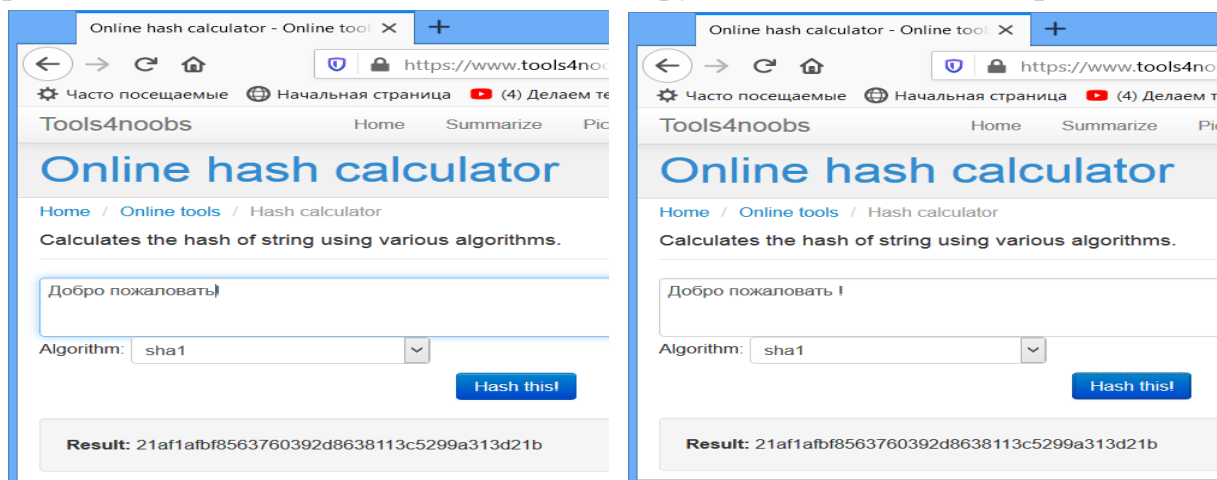 Online hash calculator - Online tool
https://www.tools4noo
Часто посещаемые Начальная страница (4) Делаем те
Tools4noobs Home Summarize Pic
Online hash calculator
Home / Online tools / Hash calculator
Calculates the hash of string using various algorithms.
Добро пожаловать!
Algorithm: sha1
Hash this!
Result: 21af1afbf8563760392d8638113c5299a313d21b
Online hash calculator - Online tool
https://www.tools4no
Часто посещаемые Начальная страница (4) Делаем т
Tools4noobs Home Summarize Pi
Online hash calculator
Home / Online tools / Hash calculator
Calculates the hash of string using various algorithms.
Добро пожаловать !
Algorithm: sha1
Hash this!
Result: 21af1afbf8563760392d8638113c5299a313d21b